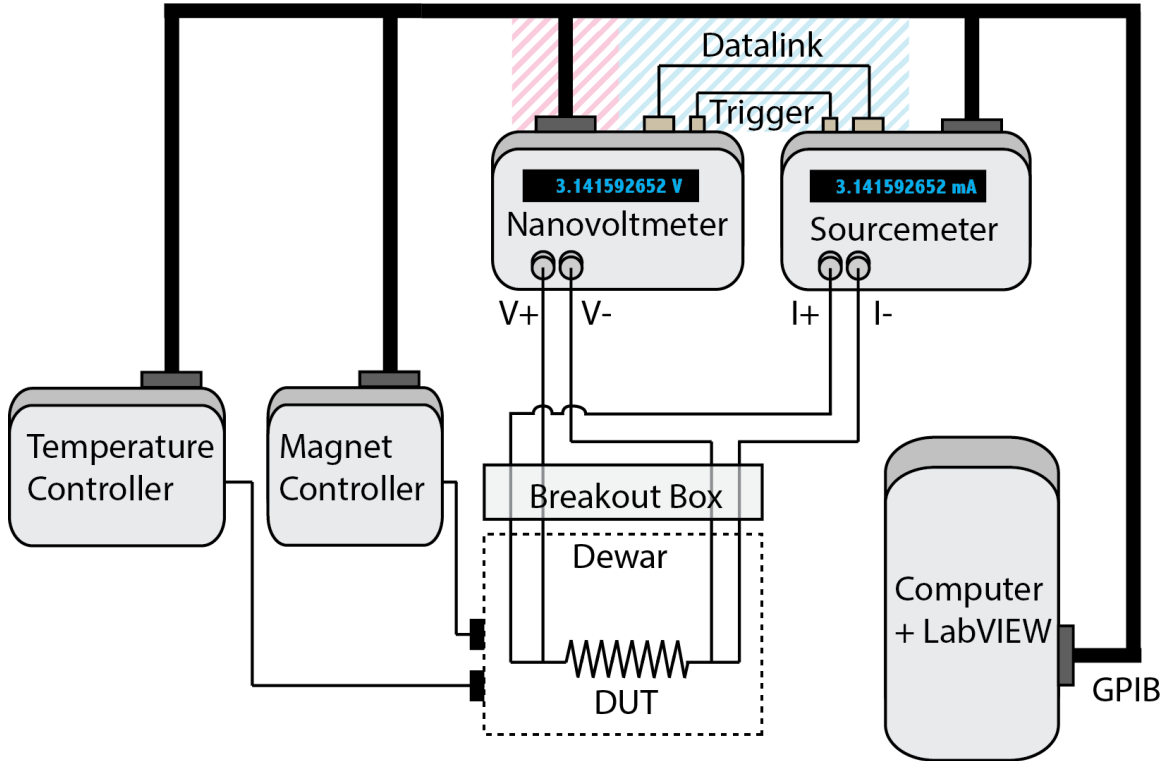 Datalink
Trigger
3.141592652 V
3.141592652 mA
Nanovoltmeter
Sourcemeter
V+
V-
I+
I-
Temperature
Controller
Magnet
Controller
Breakout Box
Dewar
DUT
Computer
+ LabVIEW
GPIB